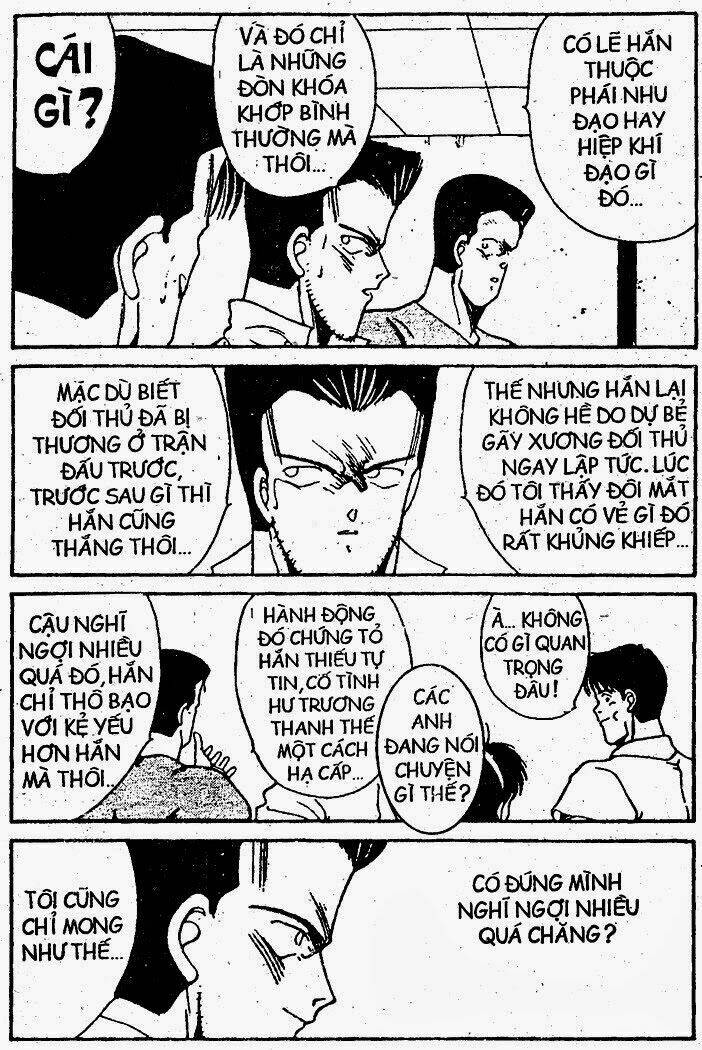 CÁI
GÌ?
VÀ ĐÓ CHỈ
LÀ NHỮNG
ĐÒN KHÓA
KHỚP BÌNH
THƯỜNG MÀ
THÔI...
CÓ LẼ HẮN
THUỘC
PHÁI NHU
ĐẠO HAY
HIỆP KHÍ
ĐẠO GÌ
ĐÓ...
MẶC DÙ BIẾT
ĐỐI THỦ ĐÃ BỊ
THƯƠNG Ở TRẬN
ĐẤU TRƯỚC,
TRƯỚC SAU GÌ THÌ
HẮN CŨNG
THẮNG THÔI...
THẾ NHƯNG HẮN LẠI
KHÔNG HỀ DO DỰ BẺ
GÃY XƯƠNG ĐỐI THỦ
NGAY LẬP TỨC. LÚC
ĐÓ TÔI THẤY ĐÔI MẮT
HẮN CÓ VẺ GÌ ĐÓ
RẤT KHỦNG KHIẾP...
CẬU NGHĨ
NGỢI NHIỀU
QUÁ ĐÓ, HẮN
CHỈ THÔ BẠO
VỚI KẺ YẾU
HƠN HẮN
MÀ THÔI..
HÀNH ĐỘNG
ĐÓ CHỨNG TỎ
HẮN THIẾU TỰ
TIN, CỐ TÌNH
HƯ TRƯƠNG
THANH THẾ
MỘT CÁCH
HẠ CẤP...
CÁC
ANH
ĐANG NÓI
CHUYỆN
GÌ THẾ?
À... KHÔNG
CÓ GÌ QUAN
TRỌNG
ĐÂU!
TÔI CŨNG
CHỈ MONG
NHƯ THẾ...
CÓ ĐÚNG MÌNH
NGHĨ NGỢI NHIỀU
QUÁ CHĂNG?